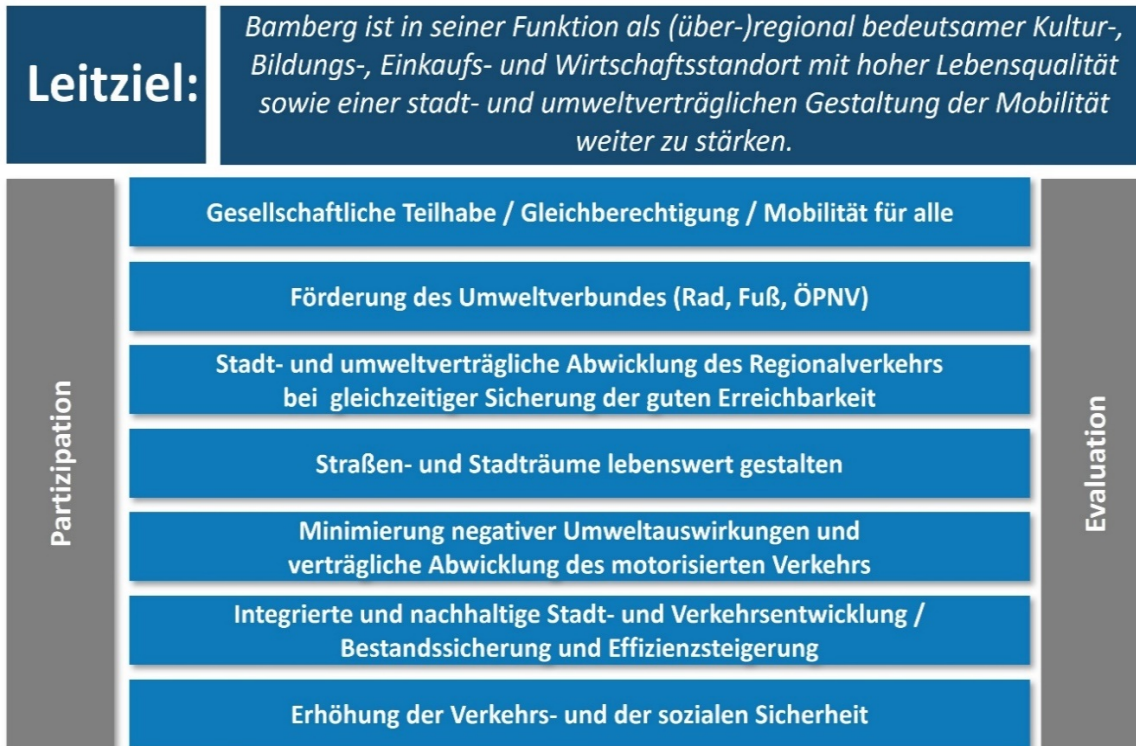 Leitziel:
Bamberg ist in seiner Funktion als (über-)regional bedeutsamer Kultur-,
Bildungs-, Einkaufs- und Wirtschaftsstandort mit hoher Lebensqualität
sowie einer stadt- und umweltverträglichen Gestaltung der Mobilität
weiter zu stärken.
Partizipation
Gesellschaftliche Teilhabe / Gleichberechtigung / Mobilität für alle
Förderung des Umweltverbundes (Rad, Fuß, ÖPNV)
Stadt- und umweltverträgliche Abwicklung des Regionalverkehrs
bei gleichzeitiger Sicherung der guten Erreichbarkeit
Straßen- und Stadträume lebenswert gestalten
Minimierung negativer Umweltauswirkungen und
verträgliche Abwicklung des motorisierten Verkehrs
Integrierte und nachhaltige Stadt- und Verkehrsentwicklung /
Bestandssicherung und Effizienzsteigerung
Erhöhung der Verkehrs- und der sozialen Sicherheit
Evaluation